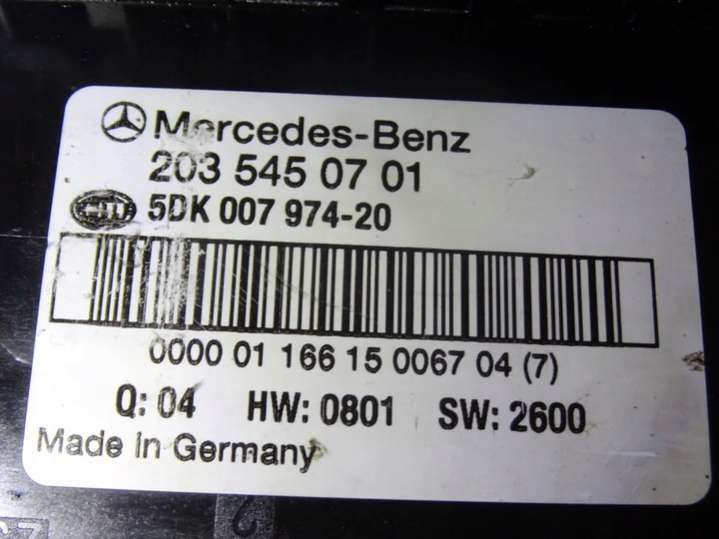 Mercedes-Benz
203 545 07 01
5DK 007 974-20
0000 01 166 15 0067 04 (7)
Q: 04 HW: 0801 SW: 2600
Made in Germany